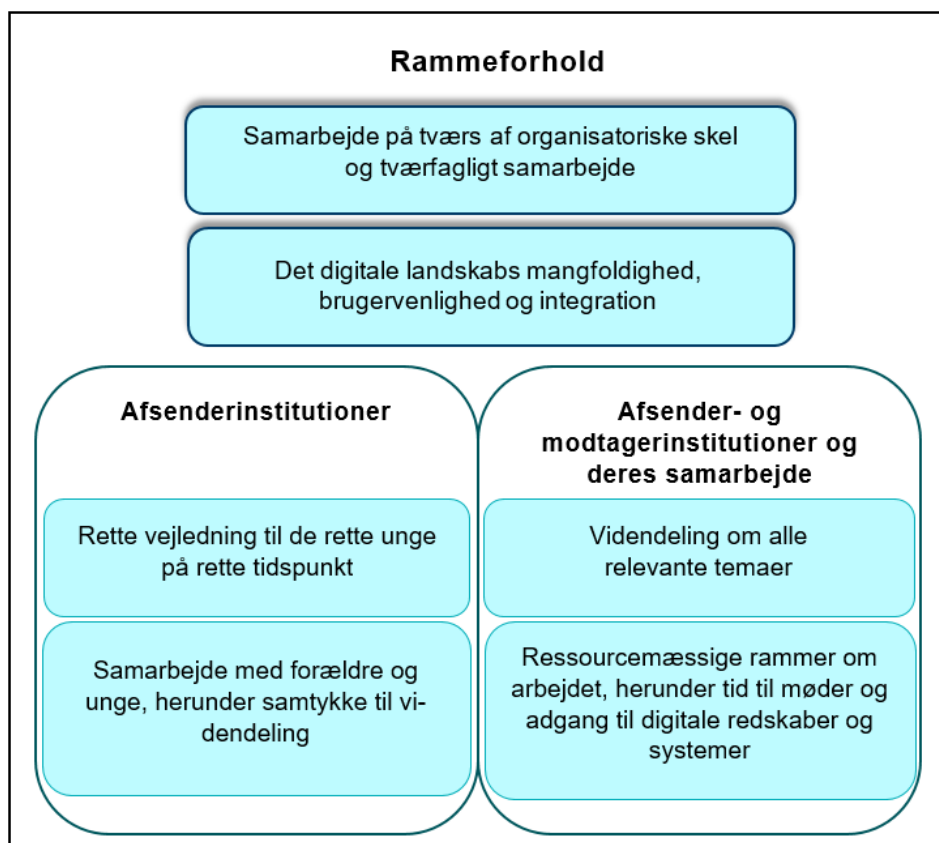 Rammeforhold
Samarbejde på tværs af organisatoriske skel
og tværfagligt samarbejde
Det digitale landskabs mangfoldighed,
brugervenlighed og integration
Afsenderinstitutioner
Rette vejledning til de rette unge
på rette tidspunkt
Samarbejde med forældre og
unge, herunder samtykke til vi-
dendeling
Afsender- og
modtagerinstitutioner og
deres samarbejde
Videndeling om alle
relevante temaer
Ressourcemæssige rammer om
arbejdet, herunder tid til møder og
adgang til digitale redskaber og
systemer